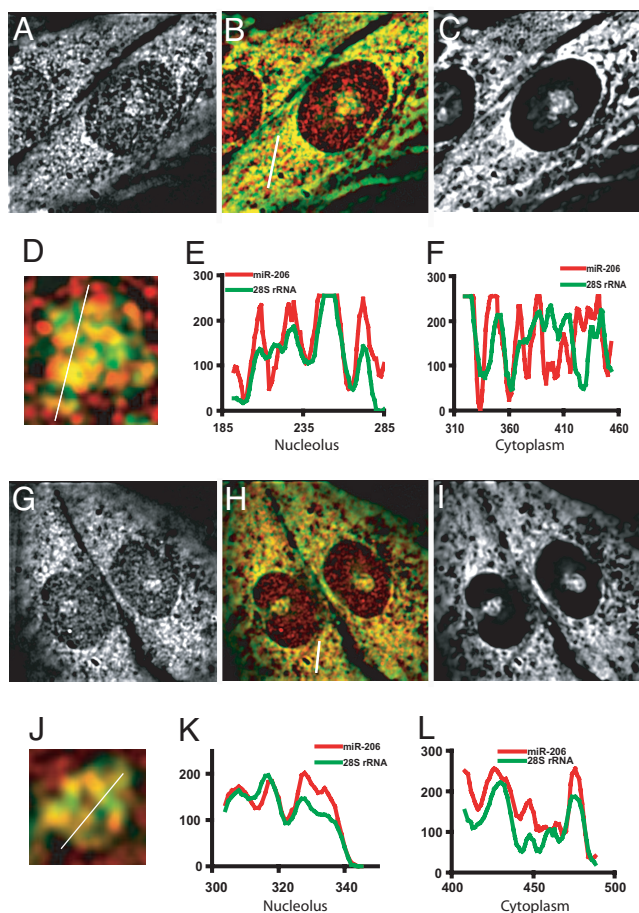 A
B
C
D
E
miR-206
28S rRNA
300
200
100
0
185
235
285
Nucleolus
F
miR-206
28S rRNA
300
200
100
0
310
360
410
460
Cytoplasm
G
H
I
J
K
miR-206
28S rRNA
200
100
0
300
320
340
Nucleolus
L
miR-206
28S rRNA
300
200
100
0
400
450
500
Cytoplasm